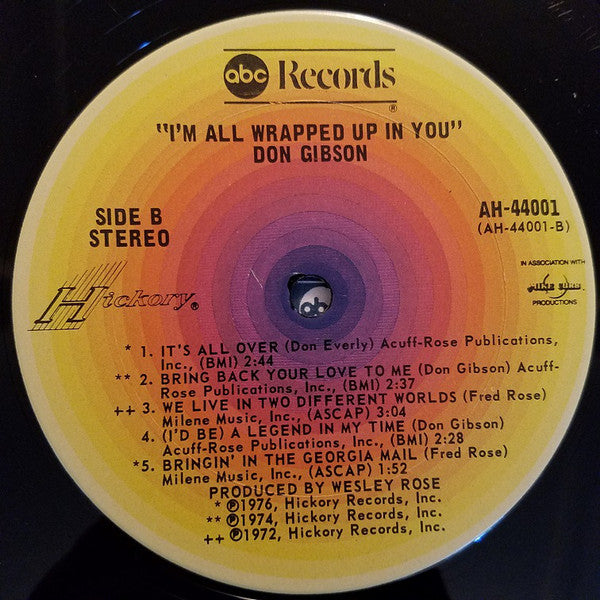 abc Records®
"I'M ALL WRAPPED UP IN YOU"
DON GIBSON
SIDE B
STEREO
AH-44001
(AH-44001-B)
Hickory®
IN ASSOCIATION WITH
MIKE CURB
PRODUCTIONS
abc
* 1. IT'S ALL OVER (Don Everly) Acuff-Rose Publications,
Inc., (BMI) 2:44
** 2. BRING BACK YOUR LOVE TO ME (Don Gibson) Acuff-
Rose Publications, Inc., (BMI) 2:37
++ 3. WE LIVE IN TWO DIFFERENT WORLDS (Fred Rose)
Milene Music, Inc., (ASCAP) 3:04
4. (I'D BE) A LEGEND IN MY TIME (Don Gibson)
Acuff-Rose Publications, Inc., (BMI) 2:28
*5. BRINGIN' IN THE GEORGIA MAIL (Fred Rose)
Milene Music, Inc., (ASCAP) 1:52
PRODUCED BY WESLEY ROSE
* ℗1976, Hickory Records, Inc.
** ℗1974, Hickory Records, Inc.
++ ℗1972, Hickory Records, Inc.